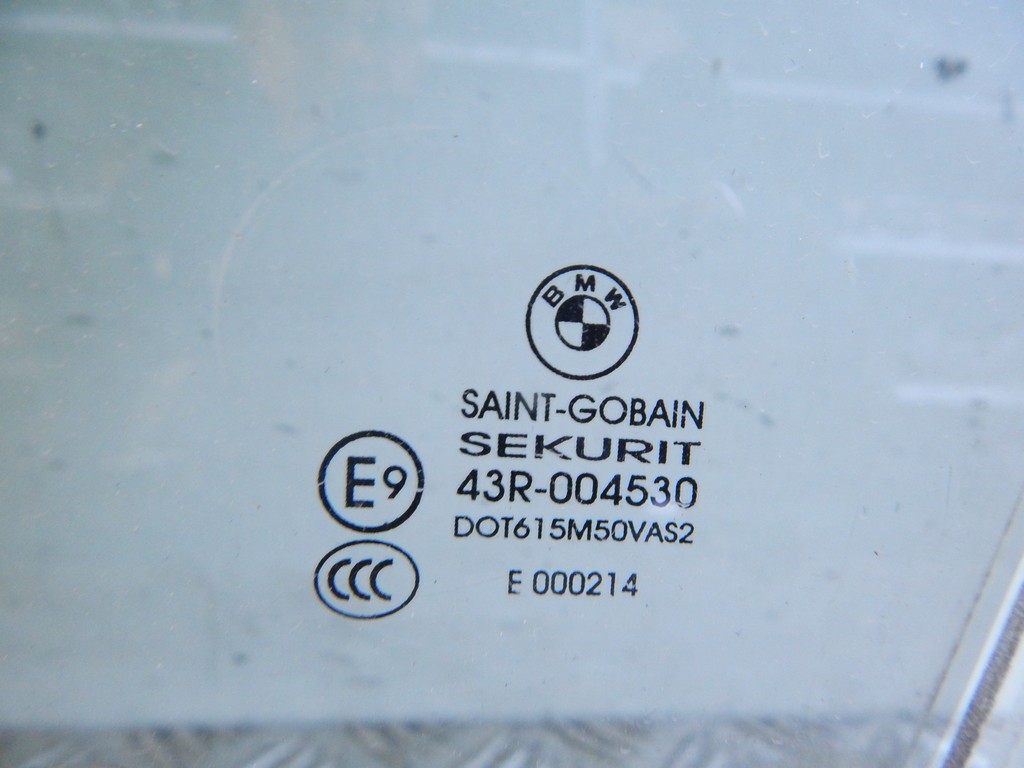 BMW
SAINT-GOBAIN
SEKURIT
E9
43R-004530
DOT615M50VAS2
CCC
E 000214